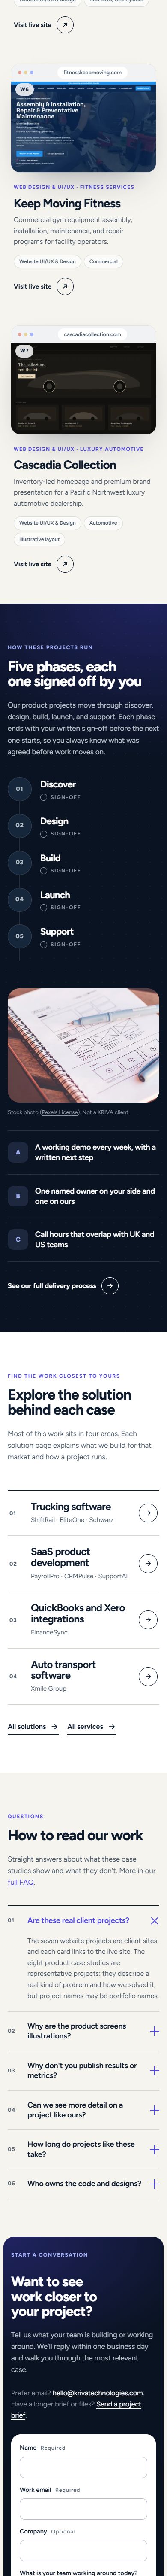 Visit live site
fitnesskeepmoving.com
W6
Assembly & Installation,
Repair & Preventative
Maintenance
WEB DESIGN & UI/UX · FITNESS SERVICES
Keep Moving Fitness
Commercial gym equipment assembly,
installation, maintenance, and repair
programs for facility operators.
Website UI/UX & Design
Commercial
Visit live site
cascadiacollection.com
W7
The collection,
not the lot.
WEB DESIGN & UI/UX · LUXURY AUTOMOTIVE
Cascadia Collection
Inventory-led homepage and premium brand
presentation for a Pacific Northwest luxury
automotive dealership.
Website UI/UX & Design
Automotive
Illustrative layout
Visit live site
HOW THESE PROJECTS RUN
Five phases, each
one signed off by you
Our product projects move through discover,
design, build, launch, and support. Each phase
ends with your written sign-off before the next
one starts, so you always know what was
agreed before work moves on.
01
Discover
SIGN-OFF
02
Design
SIGN-OFF
03
Build
SIGN-OFF
04
Launch
SIGN-OFF
05
Support
SIGN-OFF
Stock photo (Pexels License). Not a KRIVA client.
A
A working demo every week, with a
written next step
B
One named owner on your side and
one on ours
C
Call hours that overlap with UK and
US teams
See our full delivery process
FIND THE WORK CLOSEST TO YOURS
Explore the solution
behind each case
Most of this work sits in four areas. Each
solution page explains what we build for that
market and how a project runs.
01
Trucking software
ShiftRail · EliteOne · Schwarz
02
SaaS product
development
PayrollPro · CRMPulse · SupportAI
03
QuickBooks and Xero
integrations
FinanceSync
04
Auto transport
software
Xmile Group
All solutions
All services
QUESTIONS
How to read our work
Straight answers about what these case
studies show and what they don't. More in our
full FAQ.
01
Are these real client projects?
The seven website projects are client sites,
and each card links to the live site. The
eight product case studies are
representative projects: they describe a
real kind of problem and how we solved it,
but project names may be portfolio names.
02
Why are the product screens
illustrations?
03
Why don't you publish results or
metrics?
04
Can we see more detail on a
project like ours?
05
How long do projects like these
take?
06
Who owns the code and designs?
START A CONVERSATION
Want to see
work closer to
your project?
Tell us what your team is building or working
around. We'll reply within one business day
and walk you through the most relevant
case.
Prefer email? hello@krivatechnologies.com.
Have a longer brief or files? Send a project
brief.
Name Required
Work email Required
Company Optional
What is your team working around today?